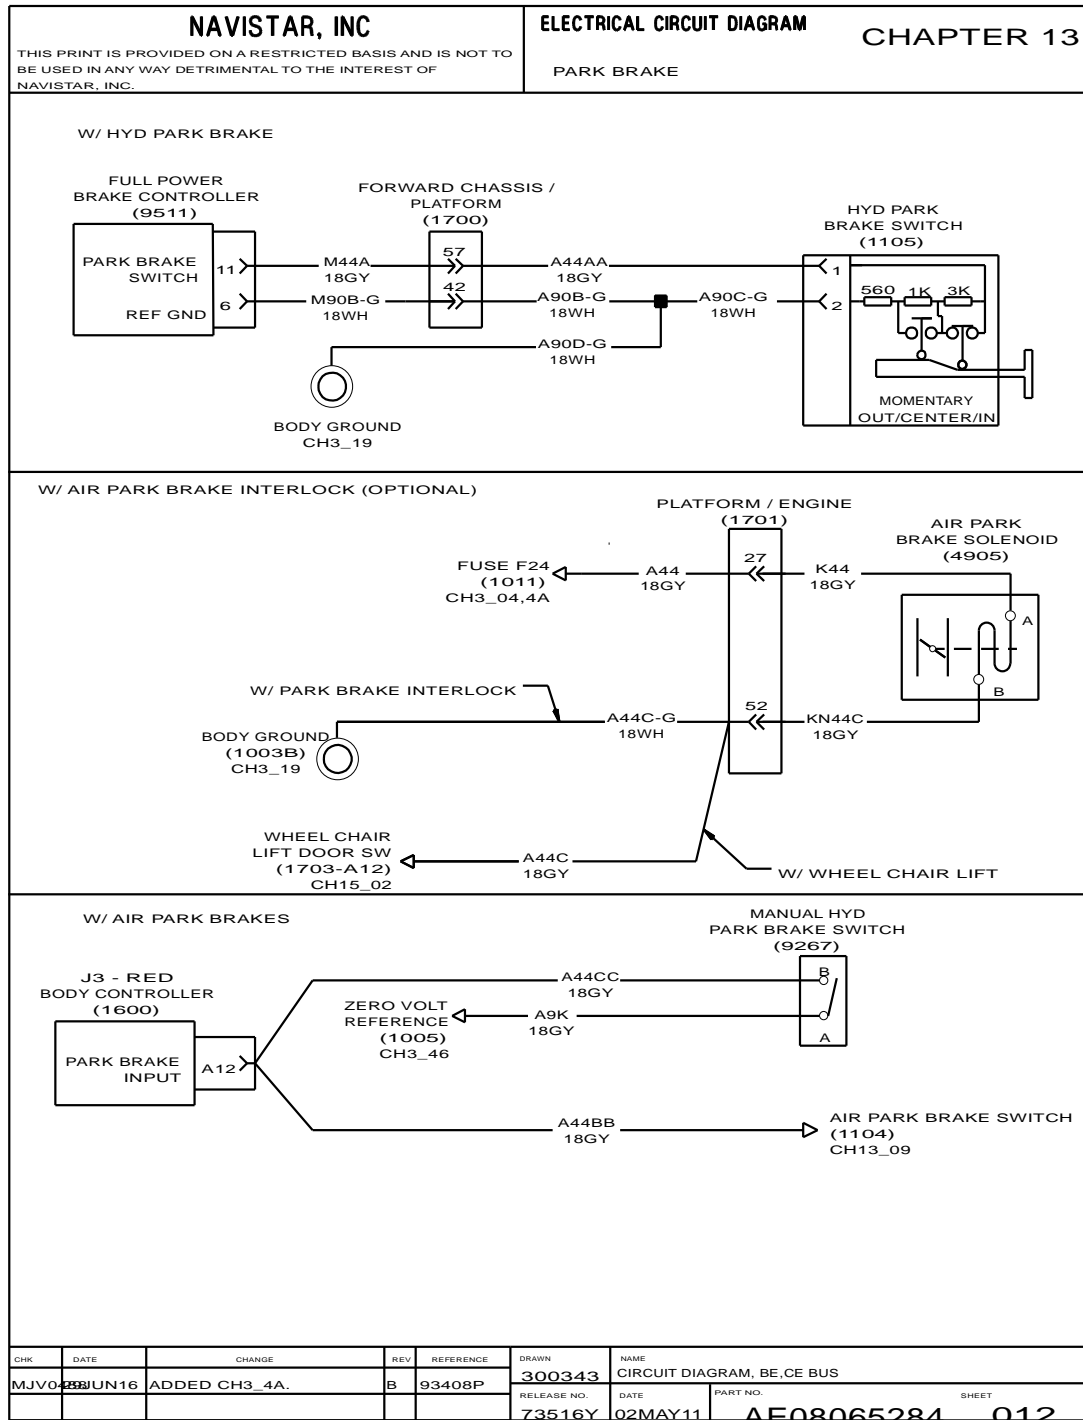 NAVISTAR, INC
THIS PRINT IS PROVIDED ON A RESTRICTED BASIS AND IS NOT TO
BE USED IN ANY WAY DETRIMENTAL TO THE INTEREST OF
NAVISTAR, INC.
ELECTRICAL CIRCUIT DIAGRAM
CHAPTER 13
PARK BRAKE
W/ HYD PARK BRAKE
FULL POWER
BRAKE CONTROLLER
(9511)
PARK BRAKE
SWITCH
11
REF GND
6
FORWARD CHASSIS /
PLATFORM
(1700)
57
42
M44A
18GY
M90B-G
18WH
A44AA
18GY
A90B-G
18WH
A90C-G
18WH
A90D-G
18WH
BODY GROUND
CH3_19
HYD PARK
BRAKE SWITCH
(1105)
1
2
560
1K
3K
MOMENTARY
OUT/CENTER/IN
W/ AIR PARK BRAKE INTERLOCK (OPTIONAL)
PLATFORM / ENGINE
(1701)
27
52
AIR PARK
BRAKE SOLENOID
(4905)
A
B
FUSE F24
(1011)
CH3_04,4A
A44
18GY
K44
18GY
W/ PARK BRAKE INTERLOCK
BODY GROUND
(1003B)
CH3_19
A44C-G
18WH
KN44C
18GY
WHEEL CHAIR
LIFT DOOR SW
(1703-A12)
CH15_02
A44C
18GY
W/ WHEEL CHAIR LIFT
W/ AIR PARK BRAKES
MANUAL HYD
PARK BRAKE SWITCH
(9267)
B
A
J3 - RED
BODY CONTROLLER
(1600)
PARK BRAKE
INPUT
A12
A44CC
18GY
ZERO VOLT
REFERENCE
(1005)
CH3_46
A9K
18GY
A44BB
18GY
AIR PARK BRAKE SWITCH
(1104)
CH13_09
CHK
DATE
CHANGE
REV
REFERENCE
ADDED CH3_4A.
B
93408P
DRAWN
300343
NAME
CIRCUIT DIAGRAM, BE,CE BUS
RELEASE NO.
73516Y
DATE
02MAY11
PART NO.
AE08065284
SHEET
012